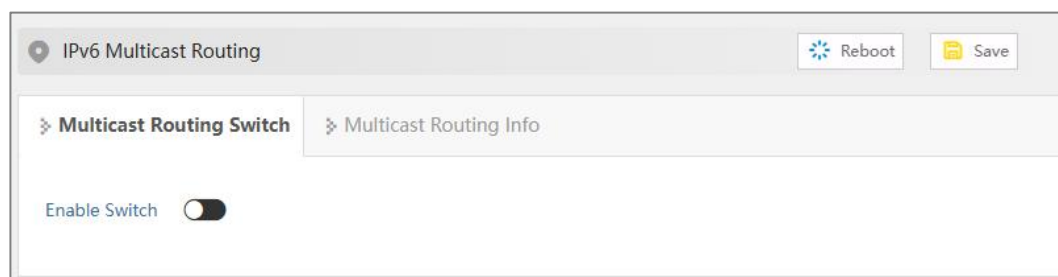 IPv6 Multicast Routing
Reboot
Save
Multicast Routing Switch
Multicast Routing Info
Enable Switch